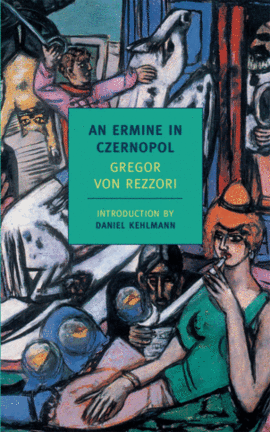 AN ERMINE IN
CZERNOPOL
GREGOR
VON REZZORI
INTRODUCTION BY
DANIEL KEHLMANN